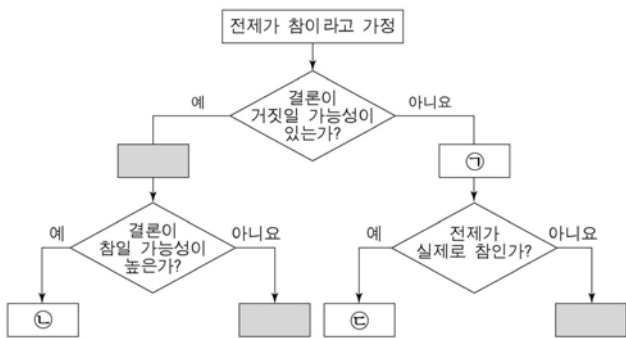 전제가 참이라고 가정
예
결론이
거짓일 가능성이
있는가?
아니요
㉠
예
결론이
참일 가능성이
높은가?
아니요
예
전제가
실제로 참인가?
아니요
㉡
㉢